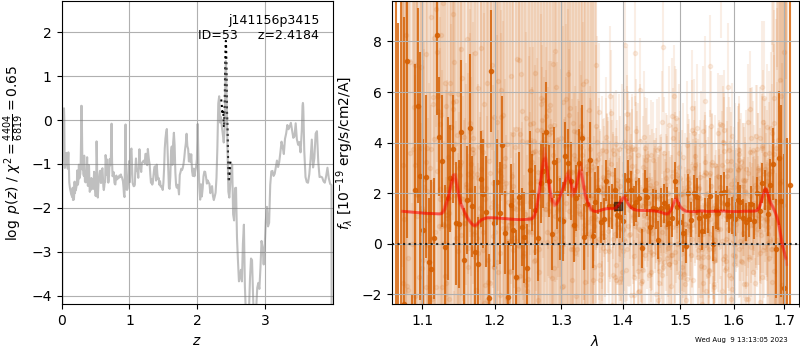 j141156p3415
ID=53 z=2.4184
log p(z) / χ² = 4404/6819 = 0.65
2
1
0
−1
−2
−3
−4
0 1 2 3
z
f_λ [10⁻¹⁹ erg/s/cm2/A]
8
6
4
2
0
−2
1.1 1.2 1.3 1.4 1.5 1.6 1.7
λ
Wed Aug 9 13:13:05 2023